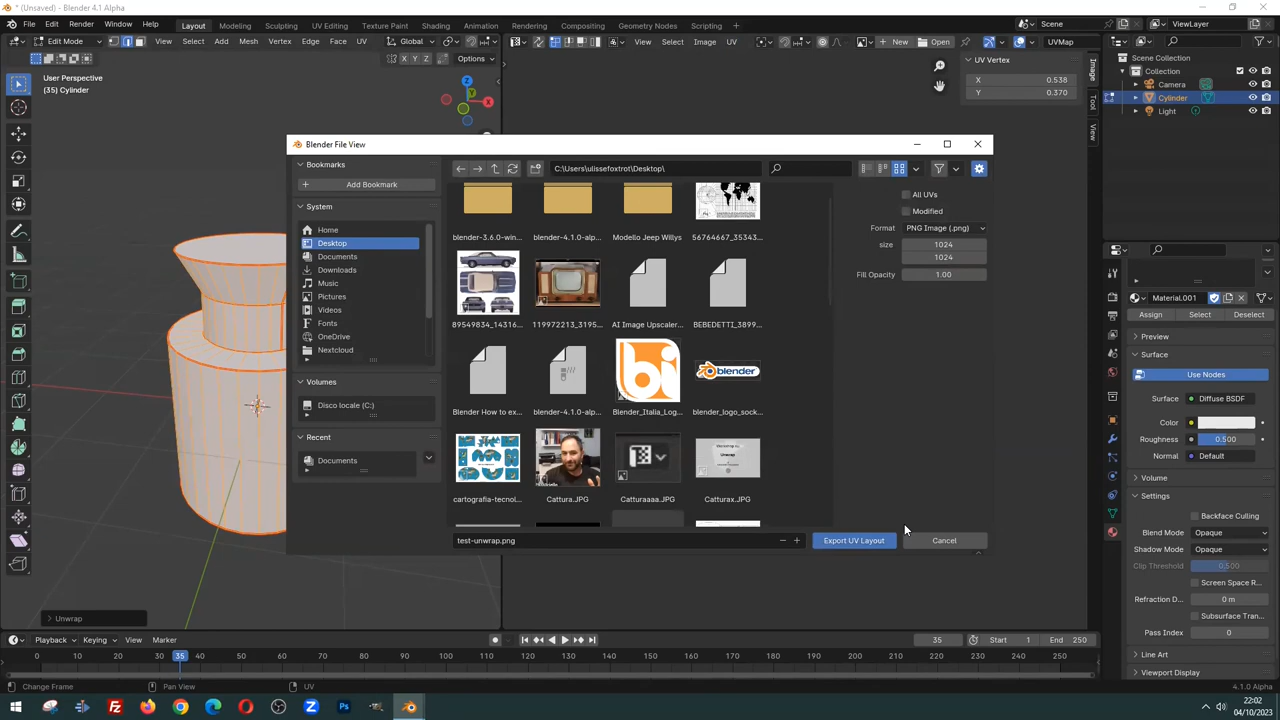 * (Unsaved) - Blender 4.1 Alpha
File Edit Render Window Help Layout Modeling Sculpting UV Editing Texture Paint Shading Animation Rendering Compositing Geometry Nodes Scripting Scene ViewLayer
Edit Mode View Select Add Mesh Vertex Edge Face UV Global View Select Image UV New Open UVMap
X Y Z Options
User Perspective
(35) Cylinder
Z
Y
X
UV Vertex
X 0.538
Y 0.370
Image
Tool
View
Scene Collection
Collection
Camera
Cylinder
Light
Blender File View
Bookmarks
Add Bookmark
System
Home
Desktop
Documents
Downloads
Music
Pictures
Videos
Fonts
OneDrive
Nextcloud
Volumes
Disco locale (C:)
Recent
Documents
C:\Users\ulissefoxtrot\Desktop\
blender-3.6.0-win... blender-4.1.0-alp... Modello Jeep Willys 56764667_35343...
89549834_14316... 119972213_3195... AI Image Upscaler... BEBEDETTI_3899...
bi
blender
Blender How to ex... blender-4.1.0-alp... Blender_Italia_Log... blender_logo_sock...
Unwrap
cartografia-tecnol... Cattura.JPG Catturaaaa.JPG Catturax.JPG
test-unwrap.png
All UVs
Modified
Format PNG Image (.png)
size 1024
1024
Fill Opacity 1.00
Export UV Layout Cancel
Material.001
Assign Select Deselect
Preview
Surface
Use Nodes
Surface Diffuse BSDF
Color
Roughness 0.500
Normal Default
Volume
Settings
Backface Culling
Blend Mode Opaque
Shadow Mode Opaque
Clip Threshold 0.500
Screen Space R...
Refraction D... 0 m
Subsurface Tran...
Pass Index 0
Line Art
Viewport Display
Unwrap
Playback Keying View Marker 35 Start 1 End 250
0 10 20 30 35 40 50 60 70 80 90 100 110 120 130 140 150 160 170 180 190 200 210 220 230 240 250
Change Frame Pan View UV 4.1.0 Alpha
22:02
04/10/2023